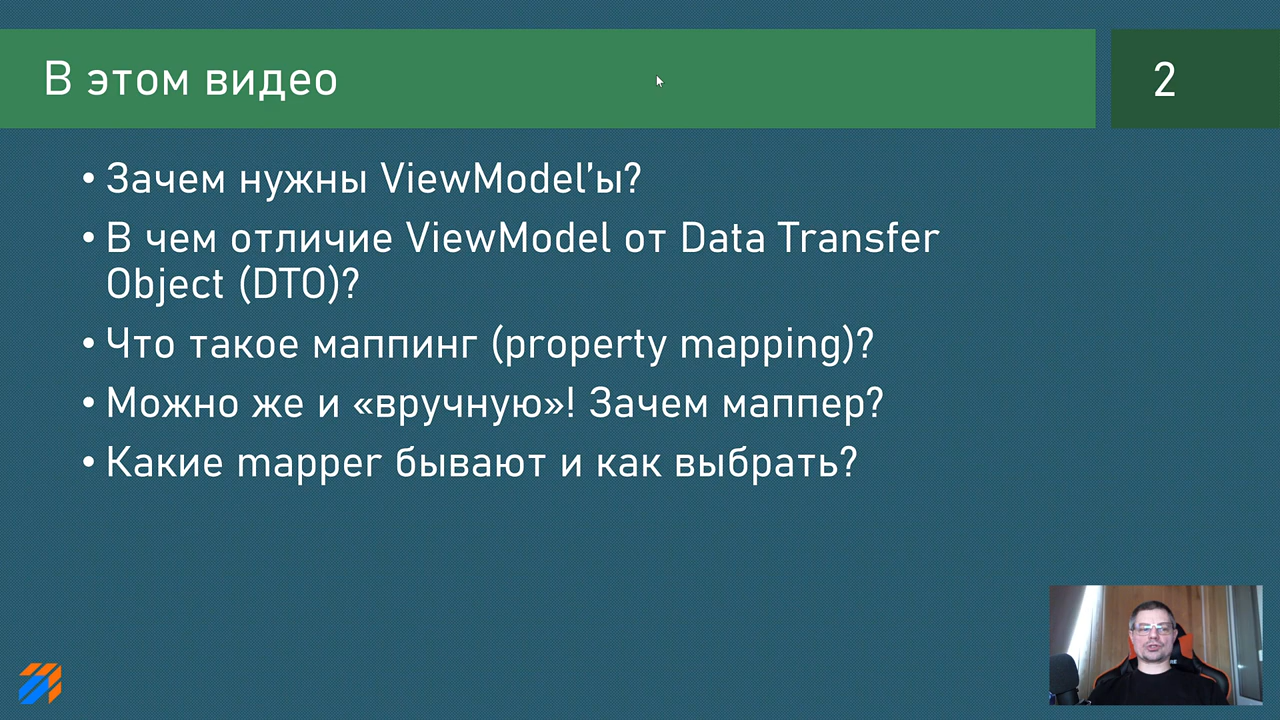 В этом видео
2
• Зачем нужны ViewModel’ы?
• В чем отличие ViewModel от Data Transfer
Object (DTO)?
• Что такое маппинг (property mapping)?
• Можно же и «вручную»! Зачем маппер?
• Какие mapper бывают и как выбрать?